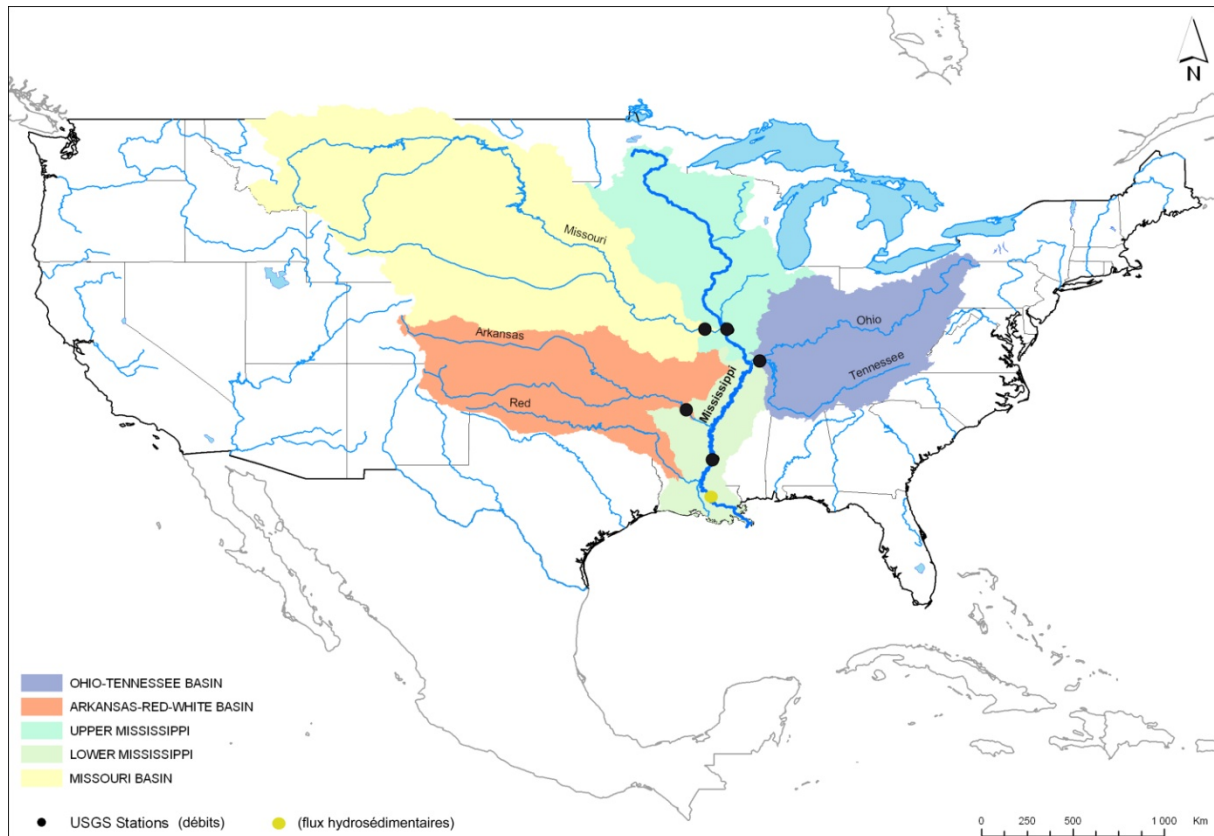 N
Missouri
Ohio
Arkansas
Tennessee
Mississippi
Red
OHIO-TENNESSEE BASIN
ARKANSAS-RED-WHITE BASIN
UPPER MISSISSIPPI
LOWER MISSISSIPPI
MISSOURI BASIN
USGS Stations (débits) (flux hydrosédimentaires)
0 250 500 1 000 Km